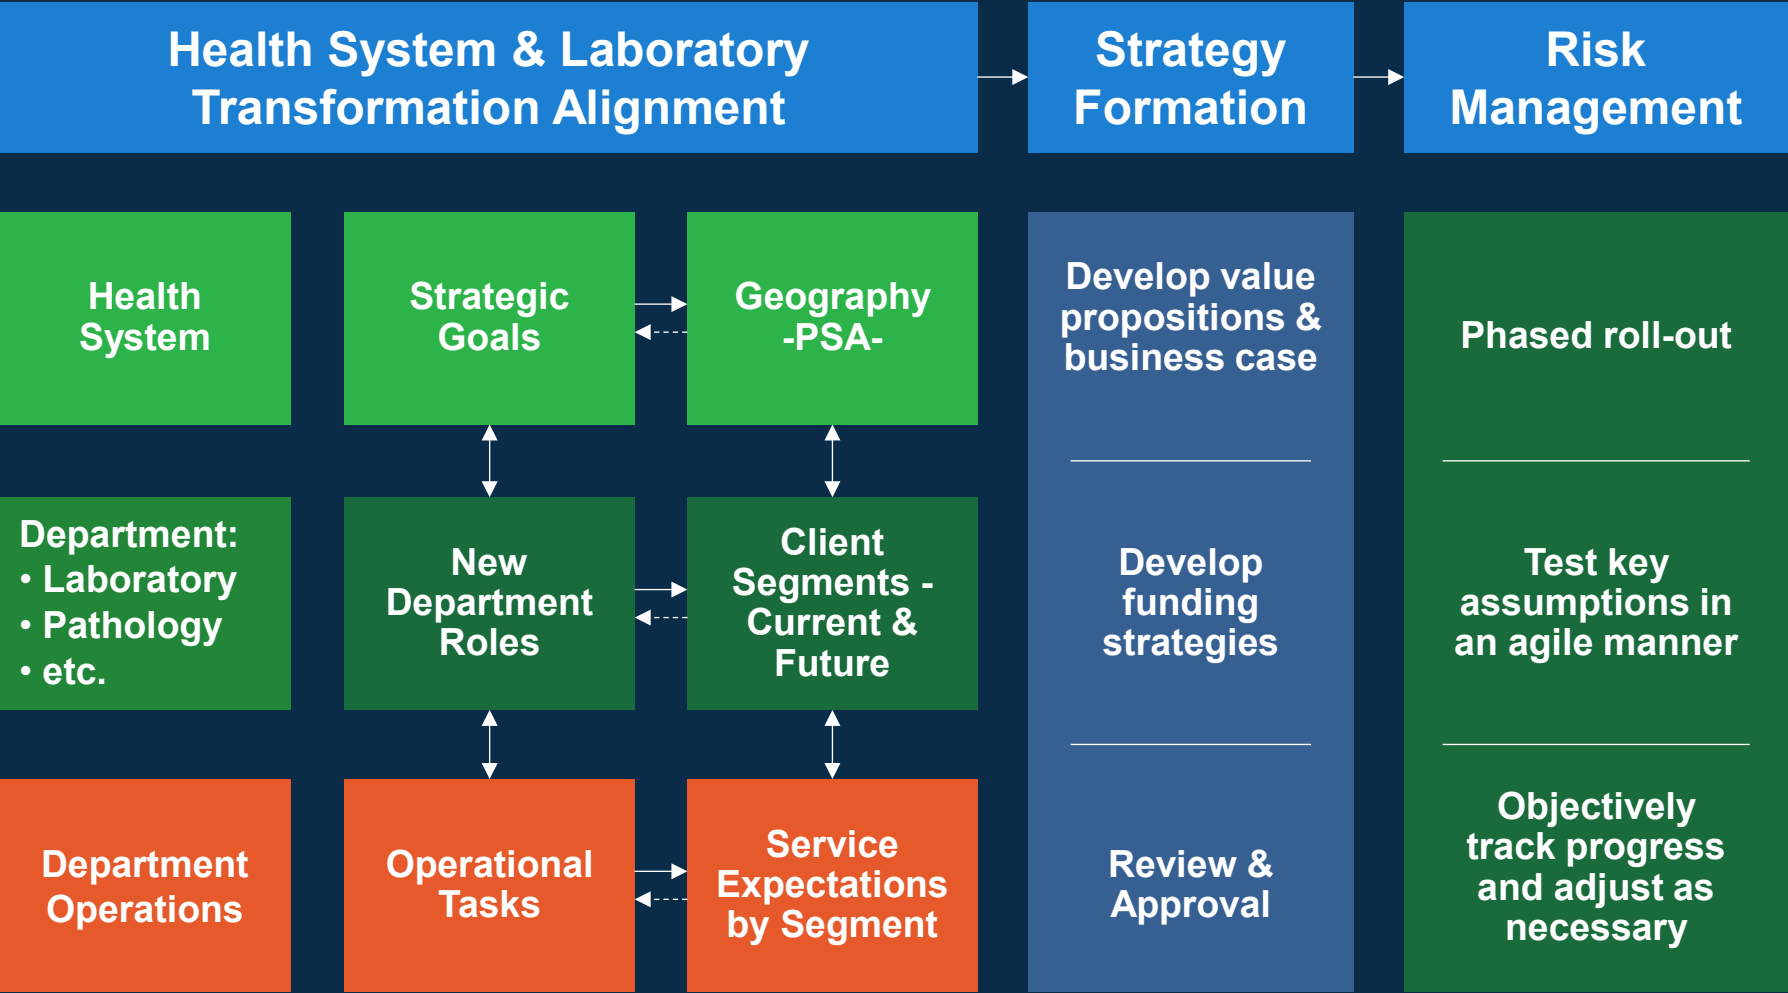 Health System & Laboratory
Transformation Alignment
Strategy
Formation
Risk
Management
Health
System
Strategic
Goals
Geography
-PSA-
Develop value
propositions &
business case
Phased roll-out
Department:
• Laboratory
• Pathology
• etc.
New
Department
Roles
Client
Segments -
Current &
Future
Develop
funding
strategies
Test key
assumptions in
an agile manner
Department
Operations
Operational
Tasks
Service
Expectations
by Segment
Review &
Approval
Objectively
track progress
and adjust as
necessary